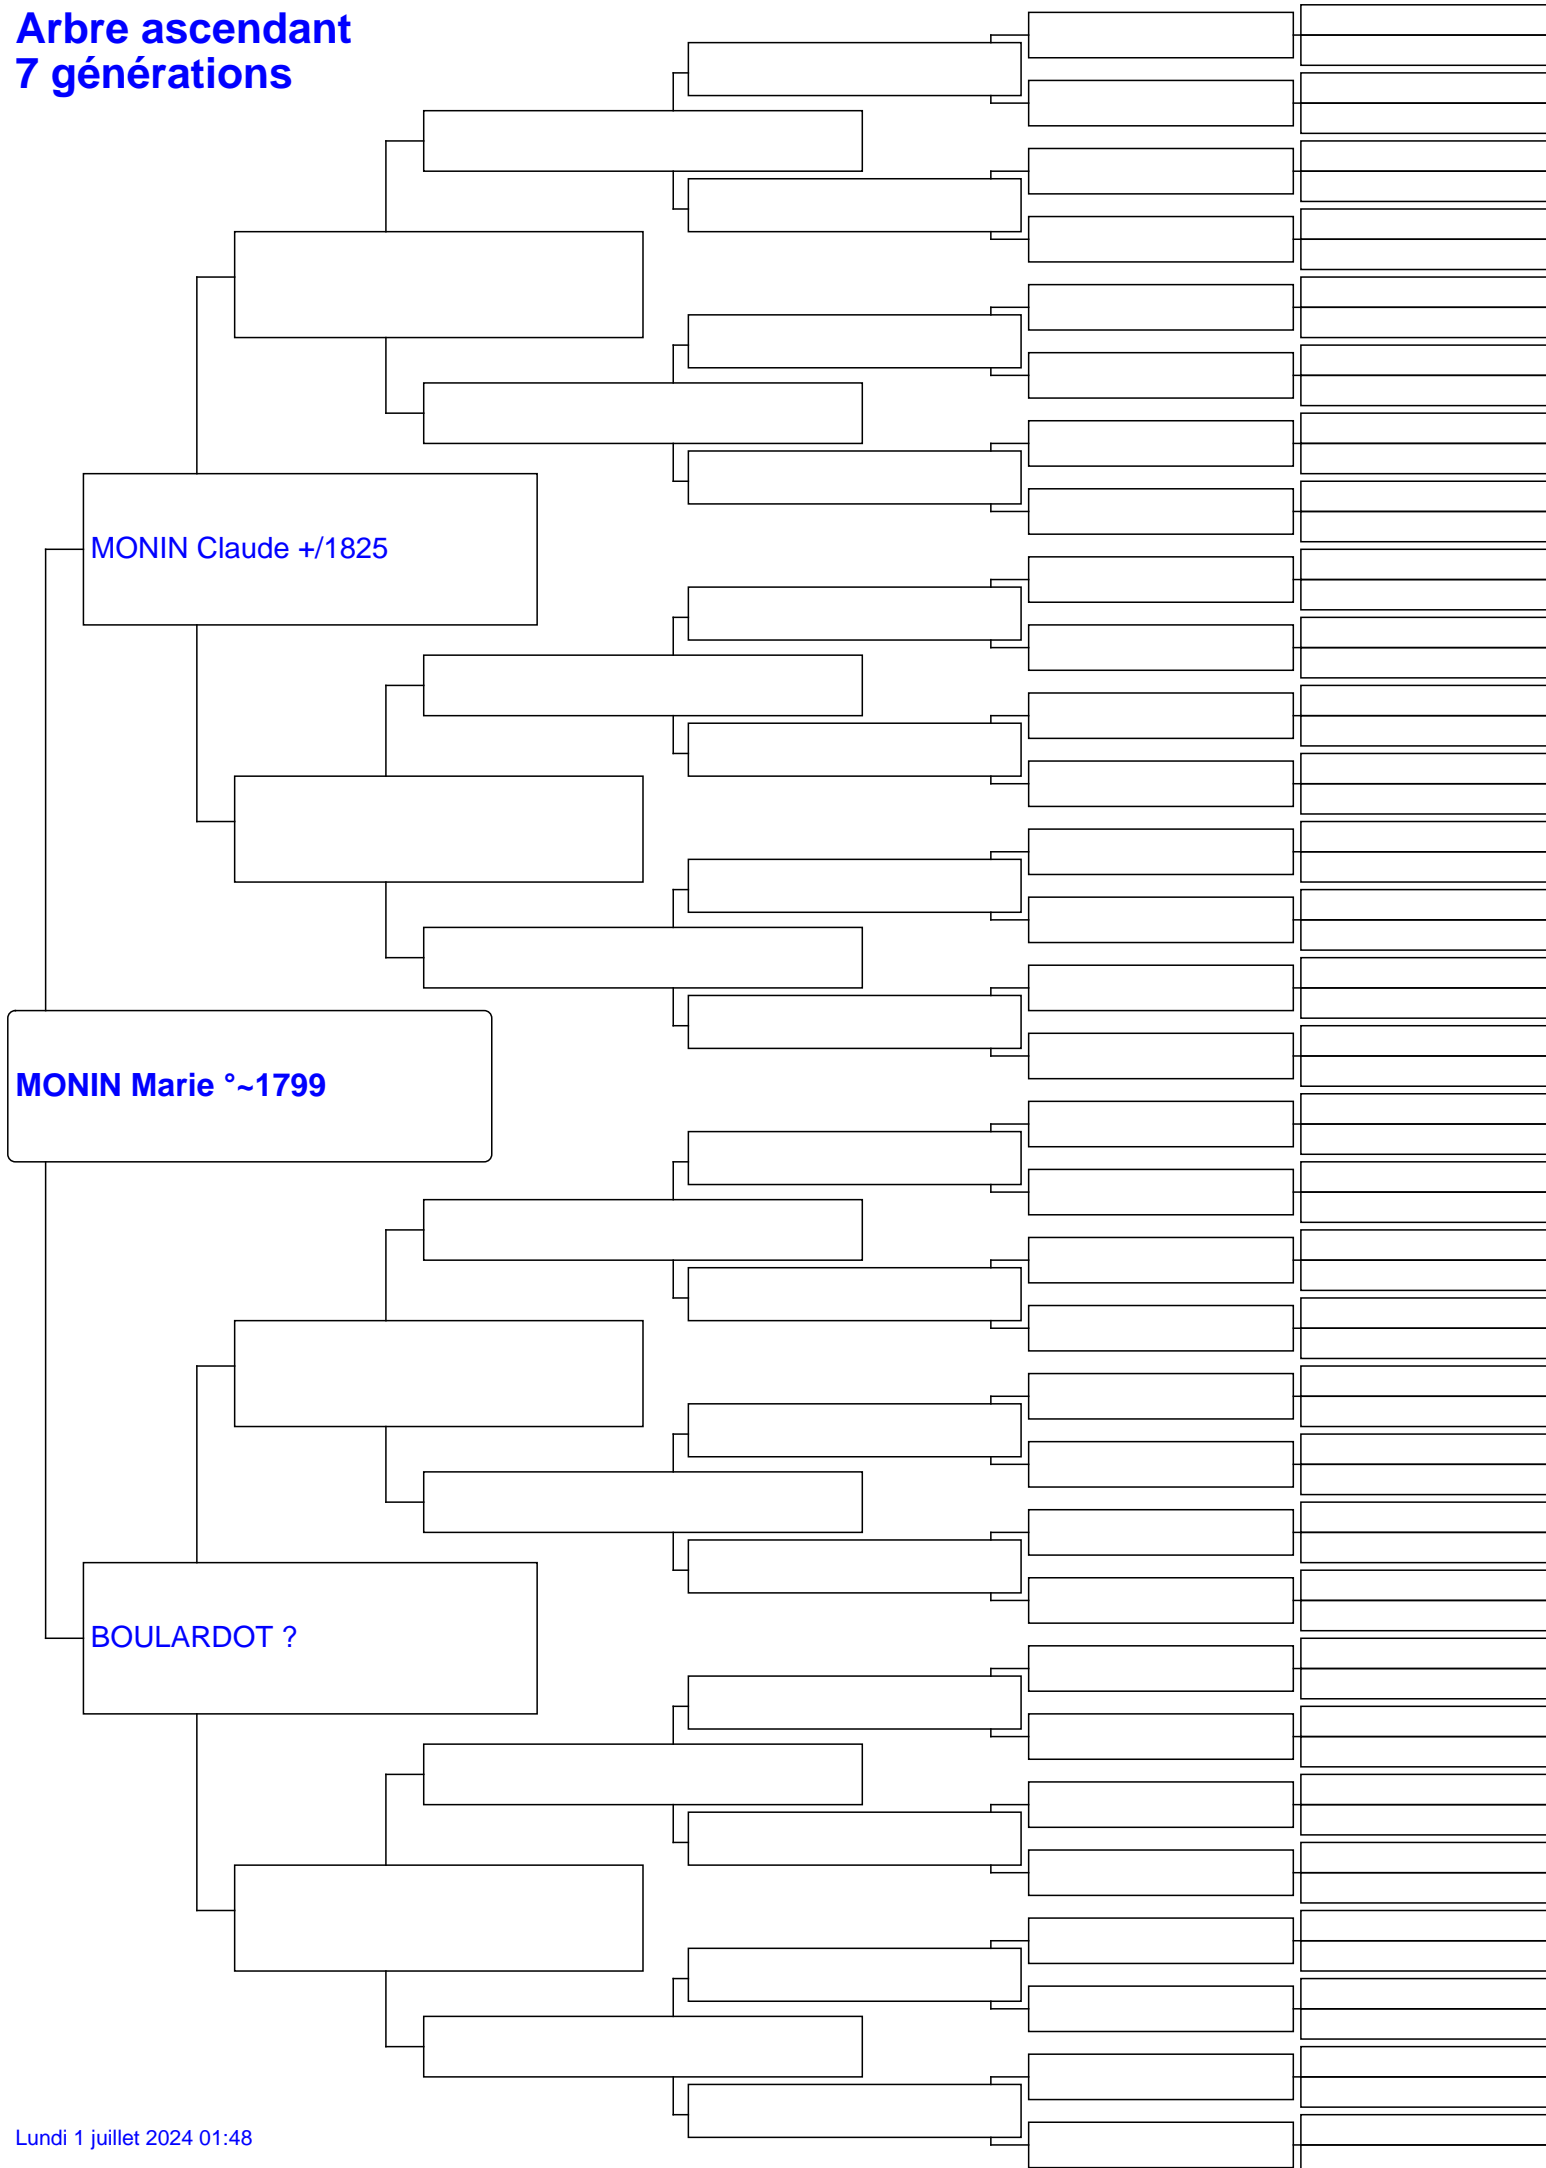 Arbre ascendant
7 générations
MONIN Claude +/1825
MONIN Marie °~1799
BOULARDOT ?
Lundi 1 juillet 2024 01:48